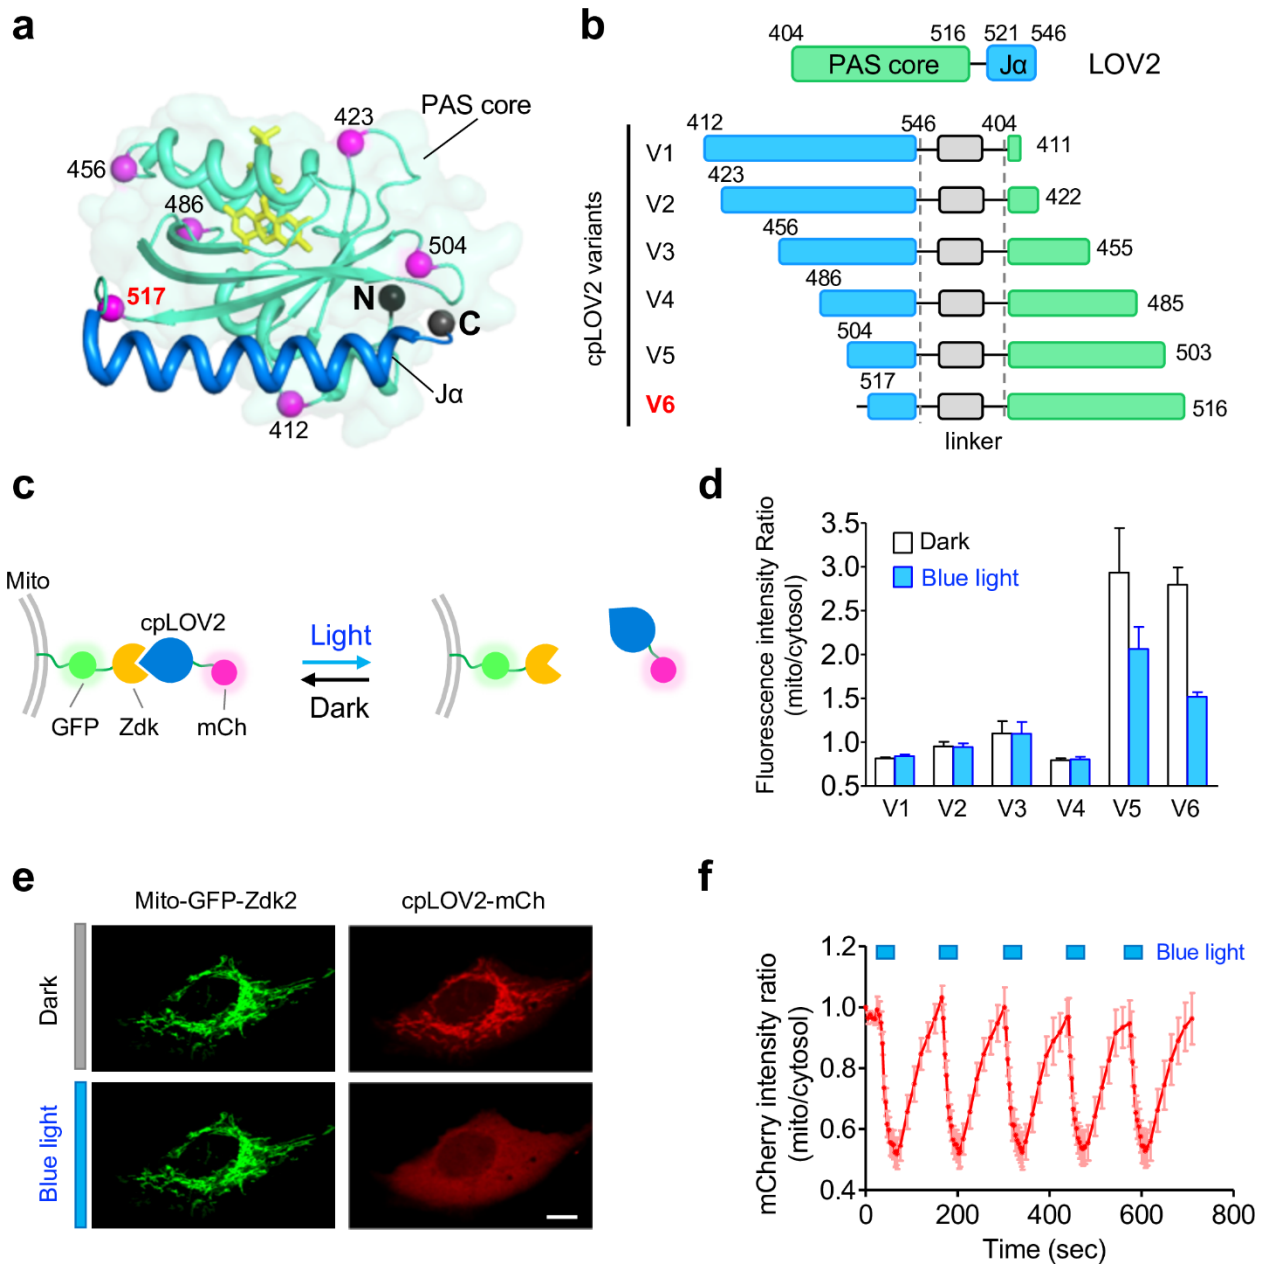 a
PAS core
423
456
486
504
517
N
C
Jα
412
b
404 516 521 546
PAS core Jα LOV2
cpLOV2 variants
412 546 404
V1 411
423
V2 422
456
V3 455
486
V4 485
504
V5 503
517
V6 516
linker
c
Mito
cpLOV2
GFP Zdk mCh
Light
Dark
d
Fluorescence intensity Ratio
(mito/cytosol)
3.5
3.0
2.5
2.0
1.5
1.0
0.5
Dark
Blue light
V1 V2 V3 V4 V5 V6
e
Mito-GFP-Zdk2 cpLOV2-mCh
Dark
Blue light
f
mCherry intensity ratio
(mito/cytosol)
1.2
1.0
0.8
0.6
0.4
Blue light
0 200 400 600 800
Time (sec)